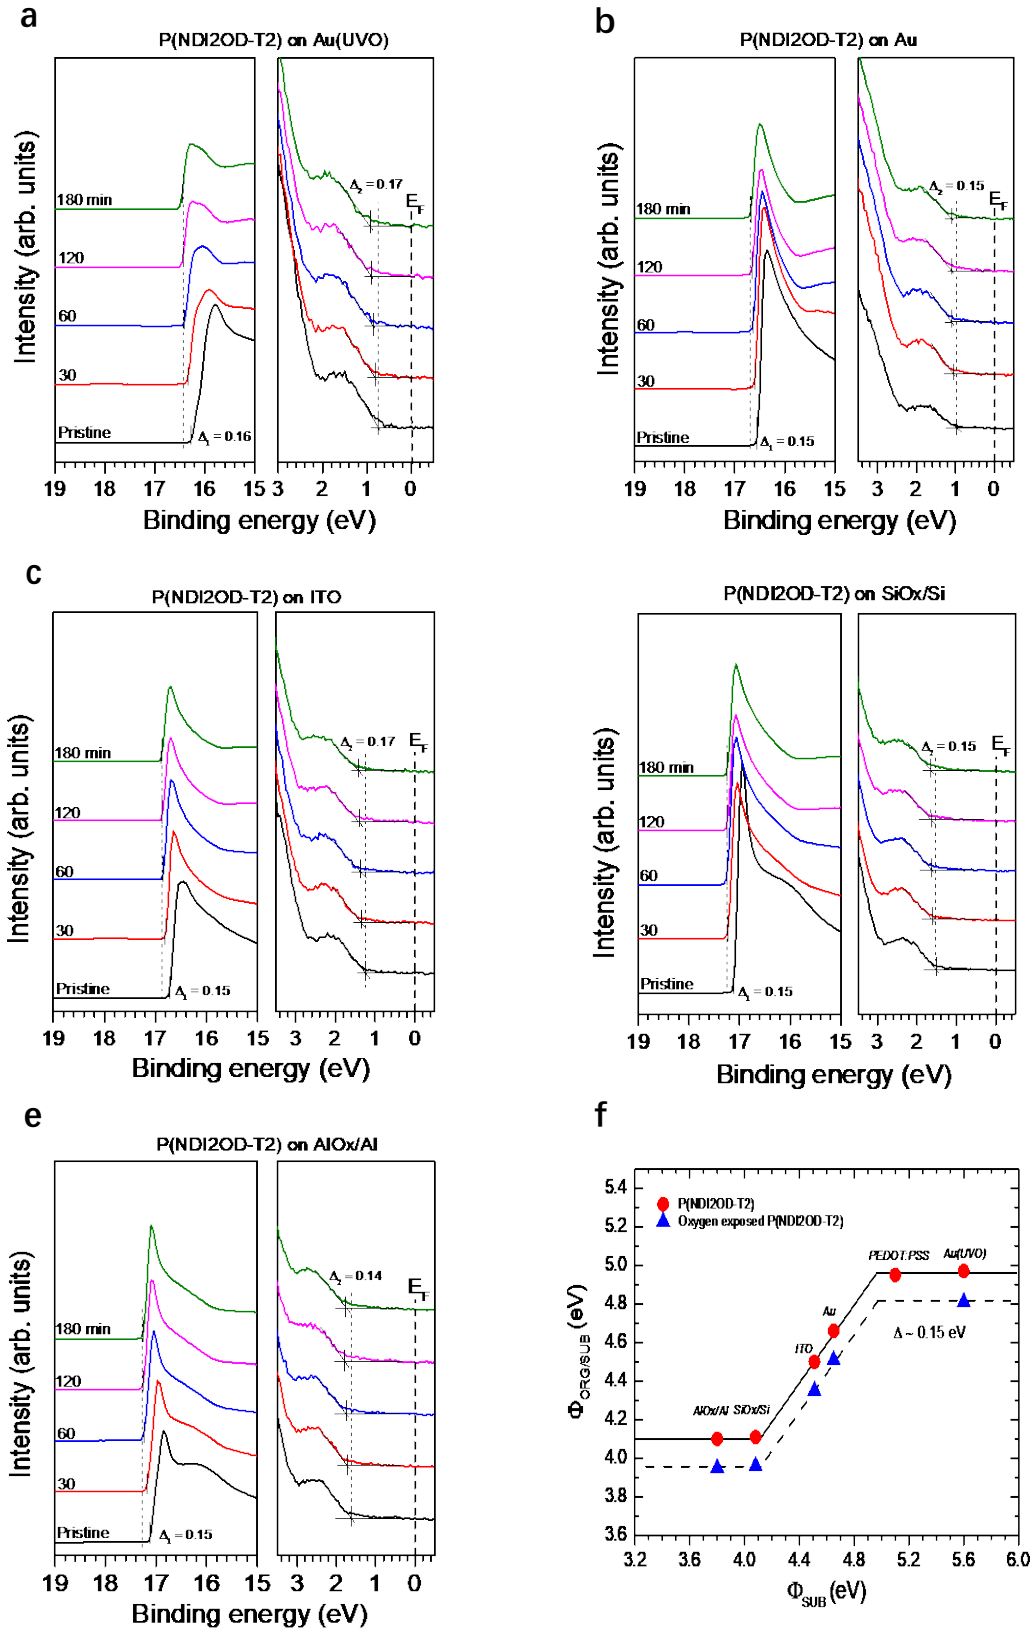 a
P(NDI2OD-T2) on Au(UVO)
Intensity (arb. units)
180 min
120
60
30
Pristine
Δ₁ = 0.16
Δ₂ = 0.17
E_F
19 18 17 16 15
3 2 1 0
Binding energy (eV)
b
P(NDI2OD-T2) on Au
Intensity (arb. units)
180 min
120
60
30
Pristine
Δ₁ = 0.15
Δ₂ = 0.15
E_F
19 18 17 16 15
3 2 1 0
Binding energy (eV)
c
P(NDI2OD-T2) on ITO
Intensity (arb. units)
180 min
120
60
30
Pristine
Δ₁ = 0.15
Δ₂ = 0.17
E_F
19 18 17 16 15
3 2 1 0
Binding energy (eV)
P(NDI2OD-T2) on SiOx/Si
Intensity (arb. units)
180 min
120
60
30
Pristine
Δ₁ = 0.15
Δ₂ = 0.15
E_F
19 18 17 16 15
3 2 1 0
Binding energy (eV)
e
P(NDI2OD-T2) on AlOx/Al
Intensity (arb. units)
180 min
120
60
30
Pristine
Δ₁ = 0.15
Δ₂ = 0.14
E_F
19 18 17 16 15
3 2 1 0
Binding energy (eV)
f
Φ_ORG/SUB (eV)
5.4
5.2
5.0
4.8
4.6
4.4
4.2
4.0
3.8
3.6
P(NDI2OD-T2)
Oxygen exposed P(NDI2OD-T2)
PEDOT:PSS Au(UVO)
Au
Δ ~ 0.15 eV
ITO
AlOx/Al SiOx/Si
3.2 3.6 4.0 4.4 4.8 5.2 5.6 6.0
Φ_SUB (eV)